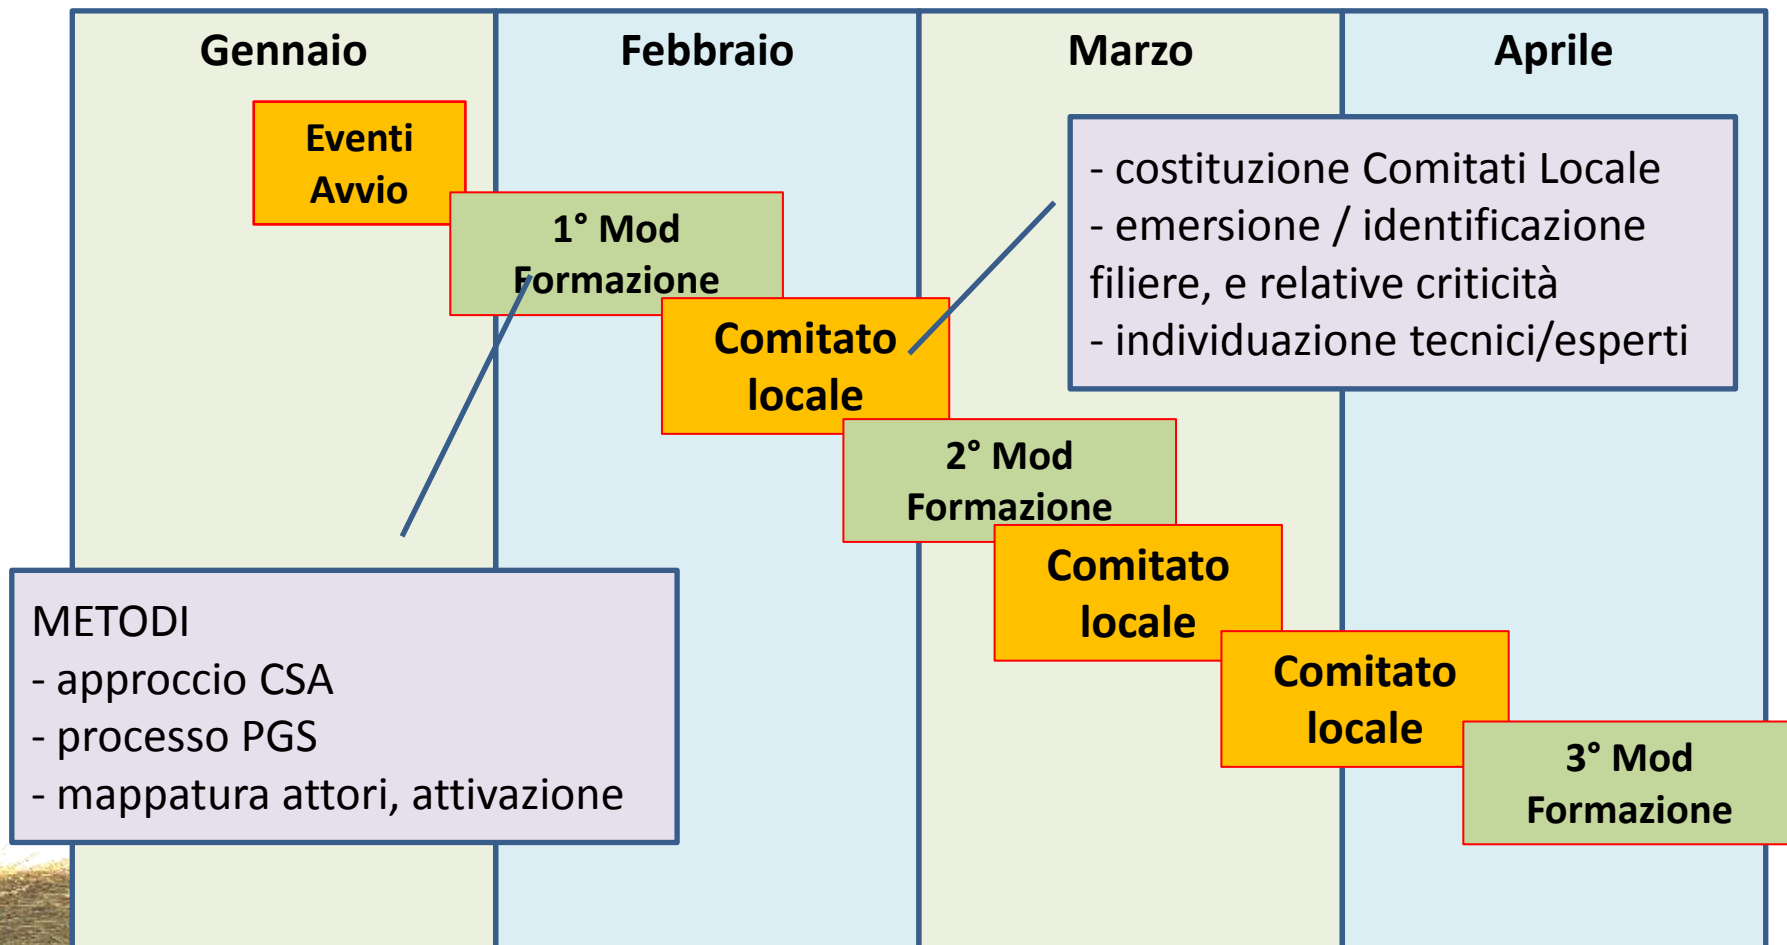 Gennaio
Febbraio
Marzo
Aprile
Eventi
Avvio
1° Mod
Formazione
Comitato
locale
- costituzione Comitati Locale
- emersione / identificazione
filiere, e relative criticità
- individuazione tecnici/esperti
2° Mod
Formazione
Comitato
locale
METODI
- approccio CSA
- processo PGS
- mappatura attori, attivazione
Comitato
locale
3° Mod
Formazione